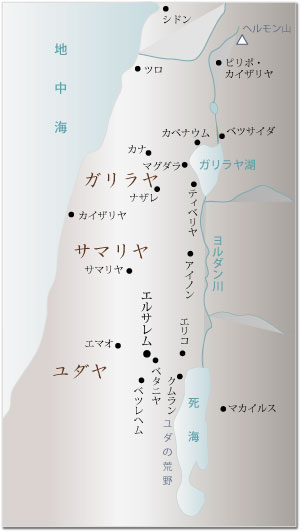 シドン
ヘルモン山
地中海
ツロ
ピリポ・
カイザリヤ
カペナウム
ベツサイダ
カナ
マグダラ
ガリラヤ湖
ガリラヤ
ナザレ
ティベリヤ
カイザリヤ
ヨルダン川
サマリヤ
サマリヤ
アイノン
エルサレム
エリコ
エマオ
ユダヤ
ベタニヤ
クムラン
ベツレヘム
死海
マカイルス
ユダの荒野